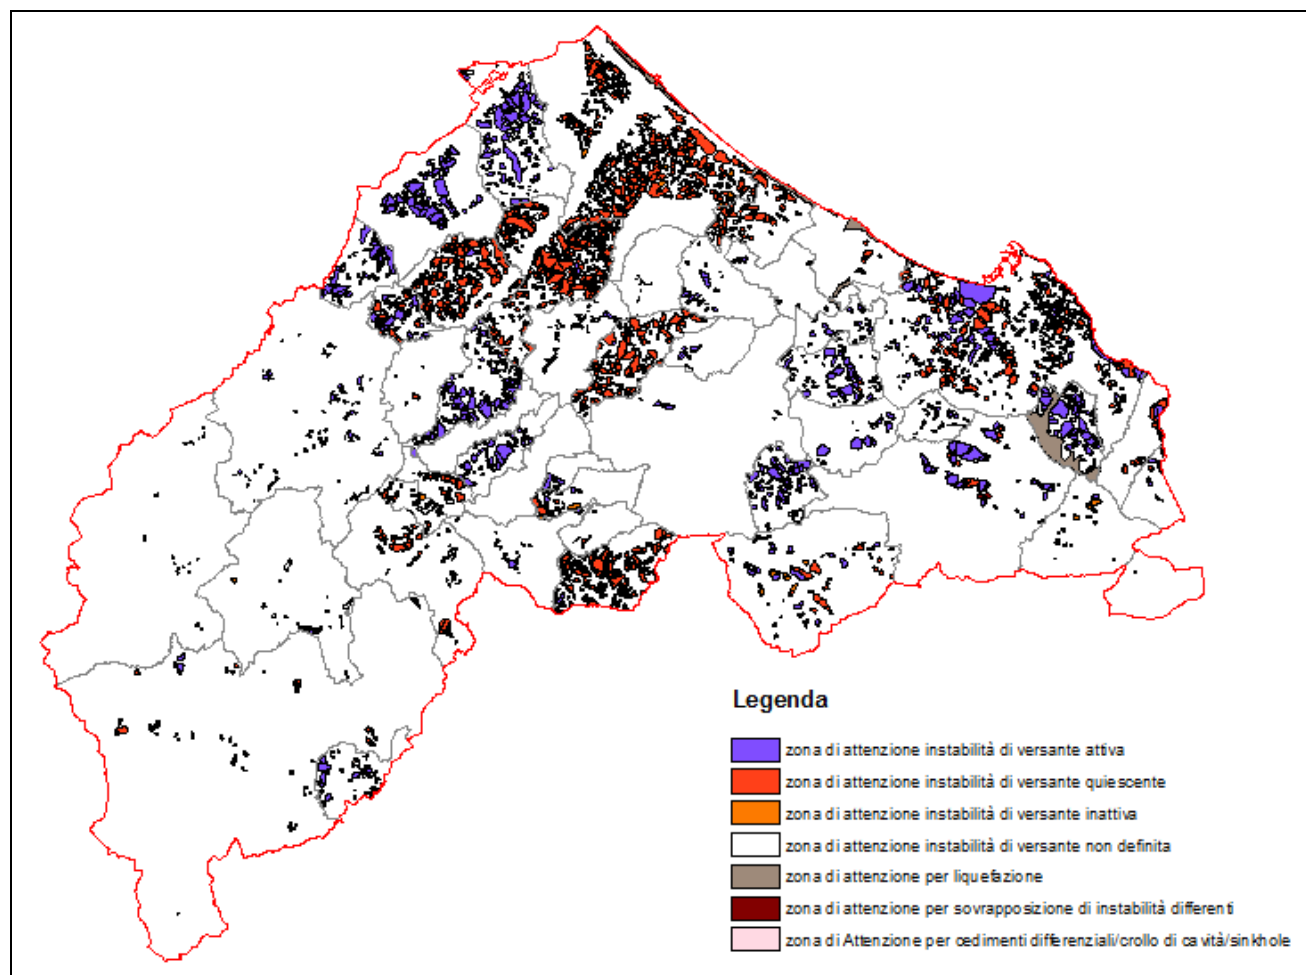 Legenda
zona di attenzione instabilità di versante attiva
zona di attenzione instabilità di versante quiescente
zona di attenzione instabilità di versante inattiva
zona di attenzione instabilità di versante non definita
zona di attenzione per liquefazione
zona di attenzione per sovrapposizione di instabilità differenti
zona di Attenzione per cedimenti differenziali/crollo di cavità/sinkhole